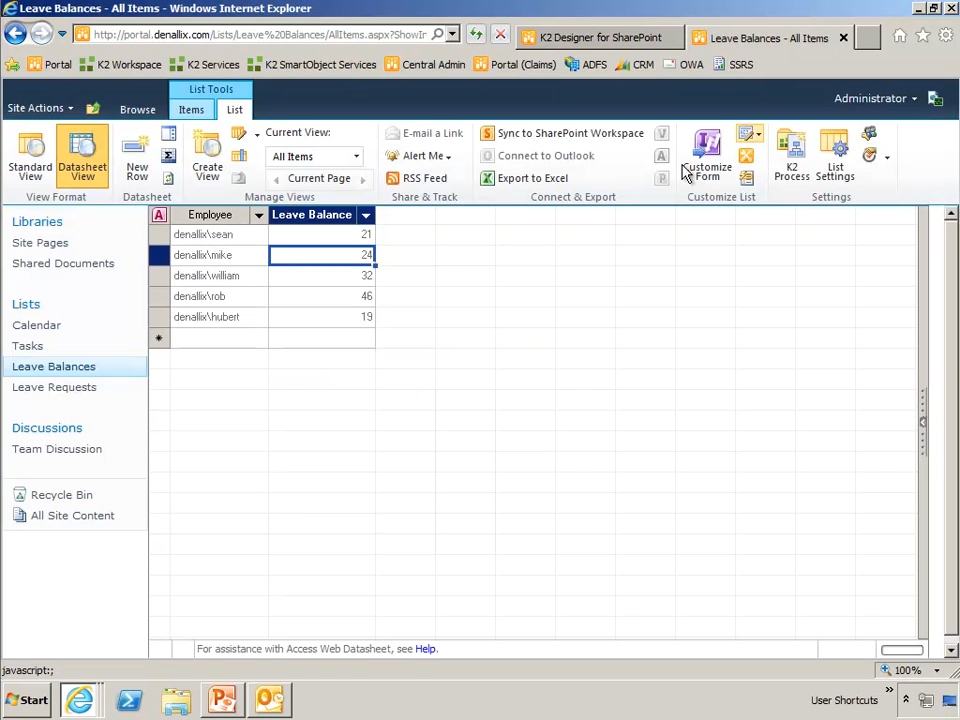 Leave Balances - All Items - Windows Internet Explorer
http://portal.denallix.com/Lists/Leave%20Balances/AllItems.aspx?ShowIn
K2 Designer for SharePoint
Leave Balances - All Items
Portal
K2 Workspace
K2 Services
K2 SmartObject Services
Central Admin
Portal (Claims)
ADFS
CRM
OWA
SSRS
List Tools
Site Actions
Browse
Items
List
Administrator
Standard View
Datasheet View
View Format
New Row
Datasheet
Create View
Current View:
All Items
Current Page
Manage Views
E-mail a Link
Alert Me
RSS Feed
Share & Track
Sync to SharePoint Workspace
Connect to Outlook
Export to Excel
Connect & Export
Customize Form
Customize List
K2 Process
List Settings
Settings
Libraries
Site Pages
Shared Documents
Lists
Calendar
Tasks
Leave Balances
Leave Requests
Discussions
Team Discussion
Recycle Bin
All Site Content
Employee Leave Balance
denallix\sean 21
denallix\mike 24
denallix\william 32
denallix\rob 46
denallix\hubert 19
For assistance with Access Web Datasheet, see Help.
javascript:;
100%
Start
User Shortcuts